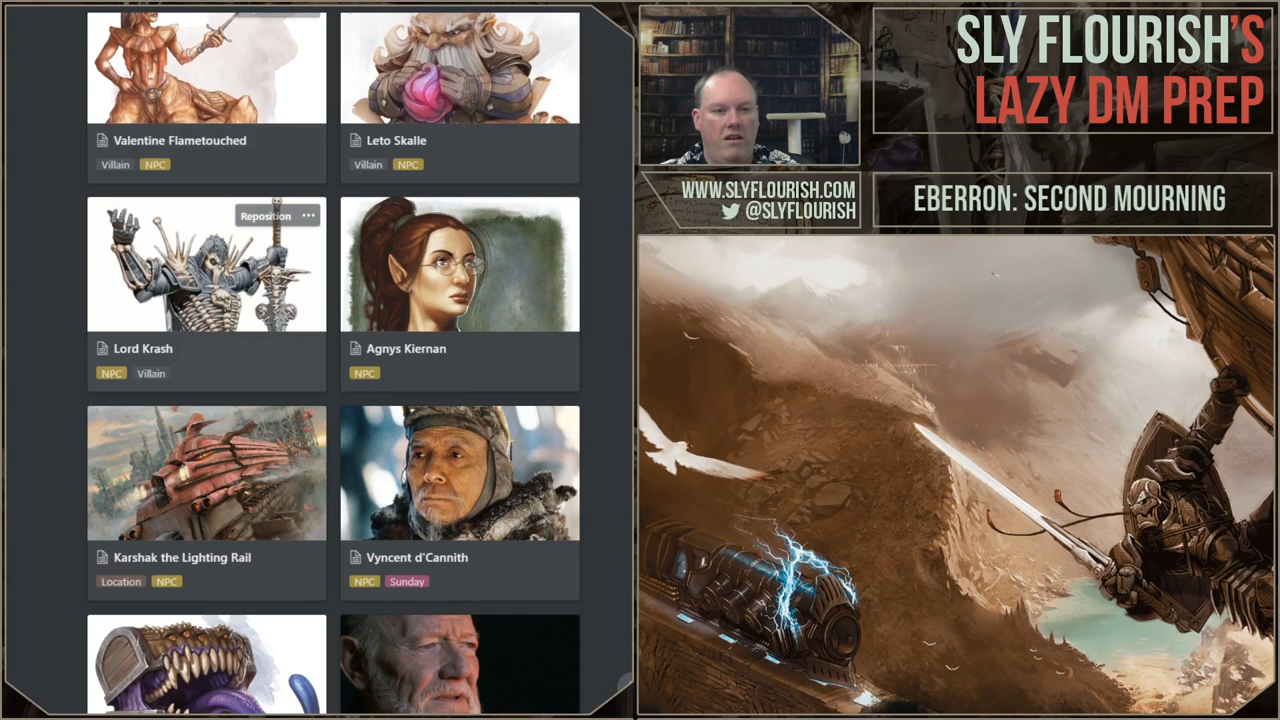 Valentine Flametouched
Villain NPC
Leto Skalle
Villain NPC
Reposition
Lord Krash
NPC Villain
Agnys Kiernan
NPC
Karshak the Lighting Rail
Location NPC
Vyncent d'Cannith
NPC Sunday
SLY FLOURISH'S
LAZY DM PREP
WWW.SLYFLOURISH.COM
@SLYFLOURISH
EBERRON: SECOND MOURNING